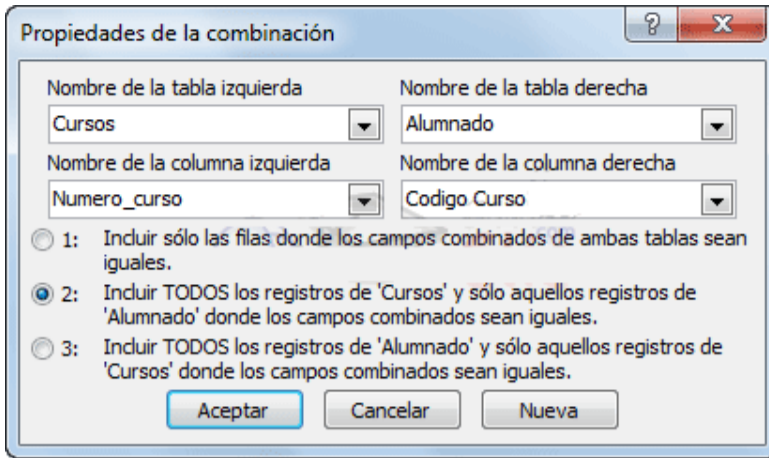 Propiedades de la combinación
Nombre de la tabla izquierda
Nombre de la tabla derecha
Cursos
Alumnado
Nombre de la columna izquierda
Nombre de la columna derecha
Numero_curso
Codigo Curso
1: Incluir sólo las filas donde los campos combinados de ambas tablas sean
iguales.
2: Incluir TODOS los registros de 'Cursos' y sólo aquellos registros de
'Alumnado' donde los campos combinados sean iguales.
3: Incluir TODOS los registros de 'Alumnado' y sólo aquellos registros de
'Cursos' donde los campos combinados sean iguales.
Aceptar
Cancelar
Nueva